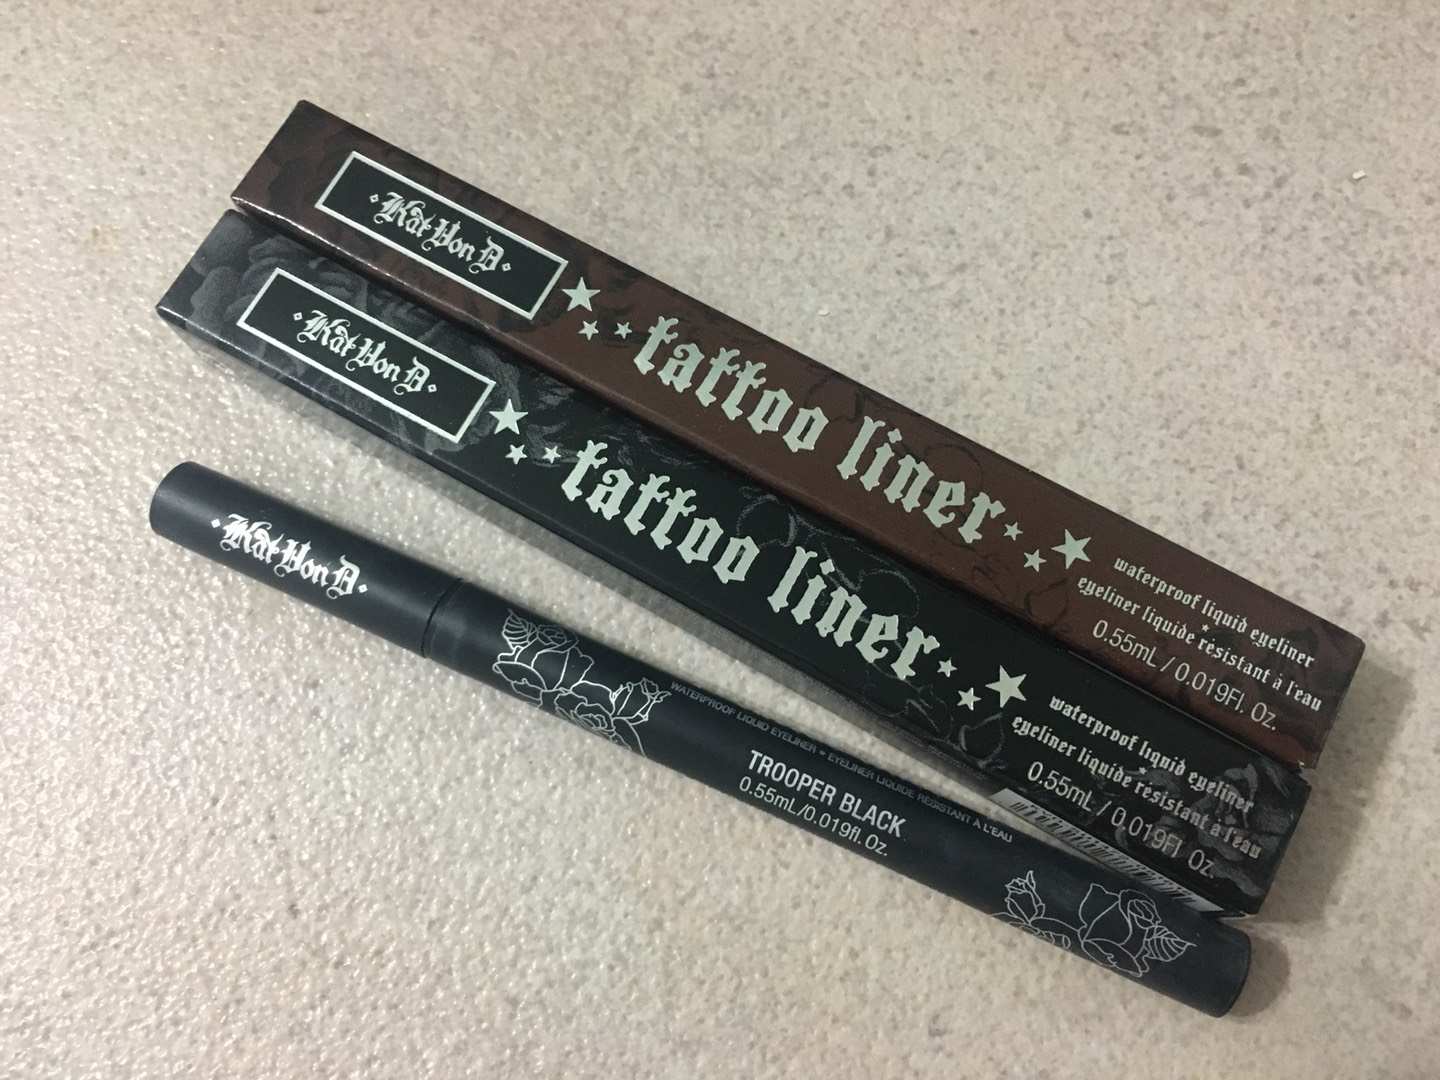 Kat Von D
tattoo liner
waterproof liquid eyeliner
eyeliner liquide résistant à l'eau
0.55mL / 0.019Fl. Oz.
Kat Von D
tattoo liner
waterproof liquid eyeliner
eyeliner liquide résistant à l'eau
0.55mL / 0.019Fl. Oz.
Kat Von D
WATERPROOF LIQUID EYELINER • EYELINER LIQUIDE RÉSISTANT À L'EAU
TROOPER BLACK
0.55mL/0.019fl. Oz.